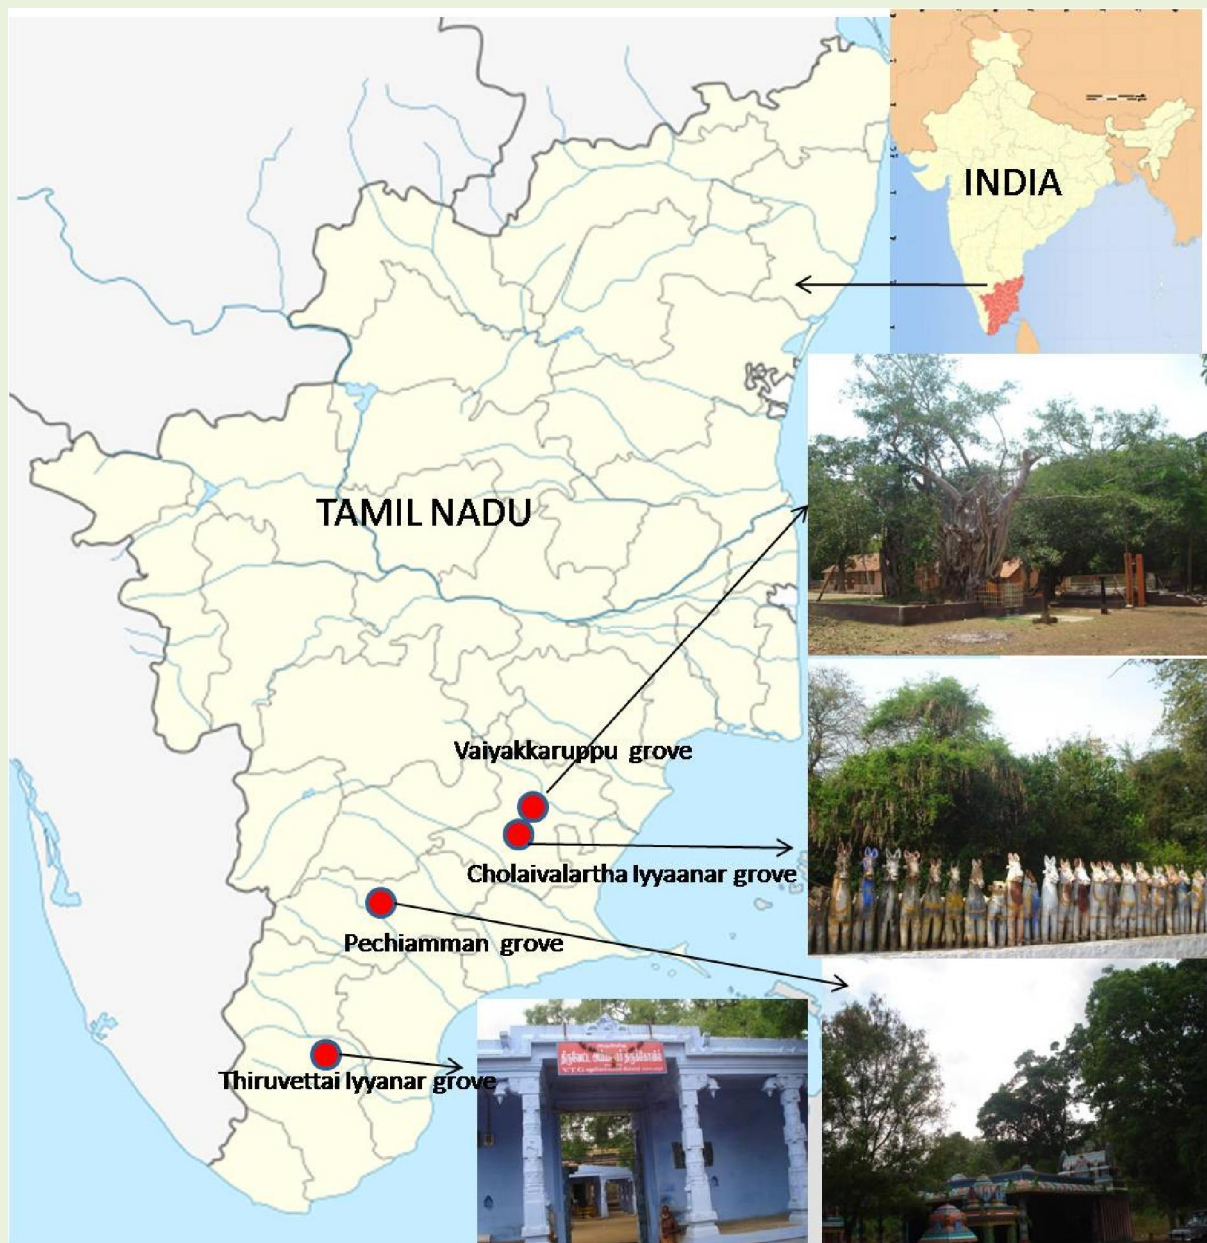 INDIA
TAMIL NADU
Vaiyakkaruppu grove
Cholaivalartha Iyyaanar grove
Pechiamman grove
Thiruvettai Iyyanar grove
V.T.G